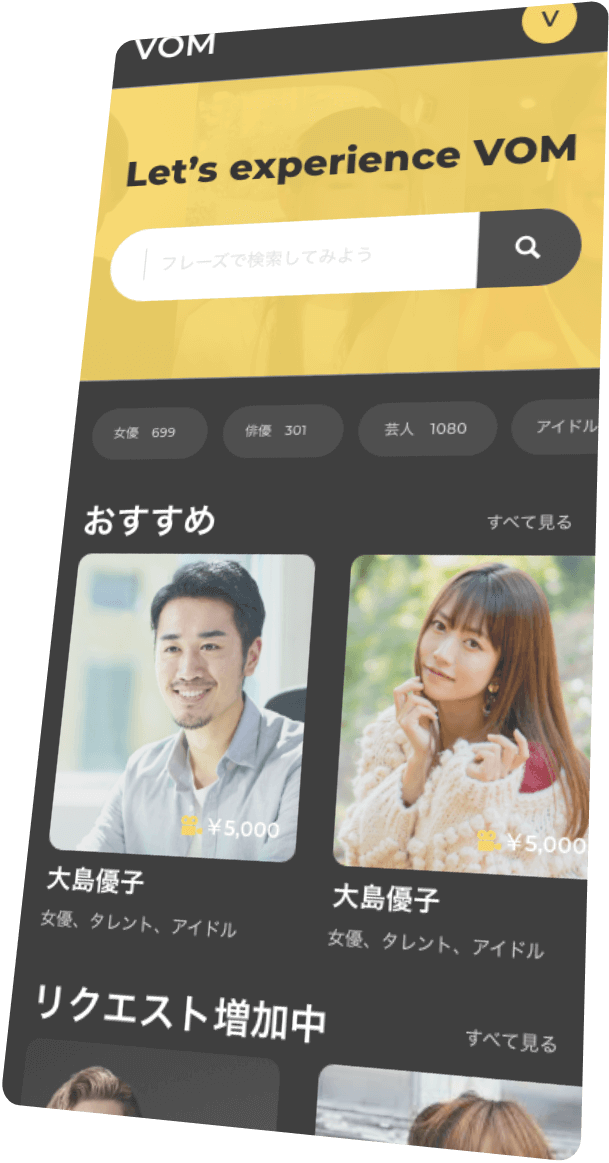 VOM
V
Let's experience VOM
フレーズで検索してみよう
女優 699
俳優 301
芸人 1080
アイドル
おすすめ
すべて見る
¥5,000
¥5,000
大島優子
大島優子
女優、タレント、アイドル
女優、タレント、アイドル
リクエスト増加中
すべて見る